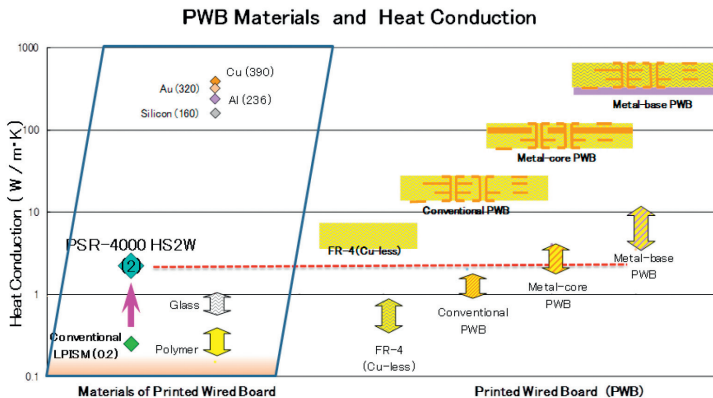 PWB Materials and Heat Conduction
Heat Conduction ( W / m･K )
1000
100
10
1
0.1
Cu (390)
Au (320)
Al (236)
Silicon (160)
PSR-4000 HS2W
(2)
Conventional
LPISM (0.2)
Glass
Polymer
Metal-base PWB
Metal-core PWB
Conventional PWB
FR-4 (Cu-less)
Metal-base
PWB
Metal-core
PWB
Conventional
PWB
FR-4
(Cu-less)
Materials of Printed Wired Board
Printed Wired Board (PWB)